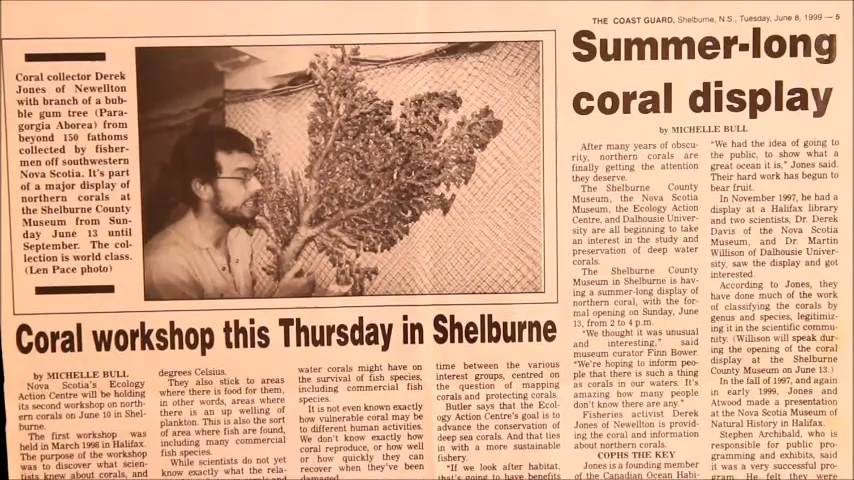 THE COAST GUARD, Shelburne, N.S., Tuesday, June 8, 1999 — 5
Coral collector Derek
Jones of Newellton
with branch of a bub-
ble gum tree (Para-
gorgia Aborea) from
beyond 150 fathoms
collected by fisher-
men off southwestern
Nova Scotia. It's part
of a major display of
northern corals at
the Shelburne County
Museum from Sun-
day June 13 until
September. The col-
lection is world class.
(Len Pace photo)
Coral workshop this Thursday in Shelburne
by MICHELLE BULL
Nova Scotia's Ecology
Action Centre will be holding
its second workshop on north-
ern corals on June 10 in Shel-
burne.
The first workshop was
held in March 1998 in Halifax.
The purpose of the workshop
was to discover what scien-
tists knew about corals, and
degrees Celsius.
They also stick to areas
where there is food for them,
in other words, areas where
there is an up welling of
plankton. This is also the sort
of area where fish are found,
including many commercial
fish species.
While scientists do not yet
know exactly what the rela-
water corals might have on
the survival of fish species,
including commercial fish
species.
It is not even known exactly
how vulnerable coral may be
to different human activities.
We don't know exactly how
coral reproduce, or how well
or how quickly they can
recover when they've been
damaged.
time between the various
interest groups, centred on
the question of mapping
corals and protecting corals.
Butler says that the Ecol-
ogy Action Centre's goal is to
advance the conservation of
deep sea corals. And that ties
in with a more sustainable
fishery.
"If we look after habitat,
that's going to have benefits
Summer-long
coral display
by MICHELLE BULL
After many years of obscu-
rity, northern corals are
finally getting the attention
they deserve.
The Shelburne County
Museum, the Nova Scotia
Museum, the Ecology Action
Centre, and Dalhousie Univer-
sity are all beginning to take
an interest in the study and
preservation of deep water
corals.
The Shelburne County
Museum in Shelburne is hav-
ing a summer-long display of
northern coral, with the for-
mal opening on Sunday, June
13, from 2 to 4 p.m.
"We thought it was unusual
and interesting," said
museum curator Finn Bower.
"We're hoping to inform peo-
ple that there is such a thing
as corals in our waters. It's
amazing how many people
don't know there are any."
Fisheries activist Derek
Jones of Newellton is provid-
ing the coral and information
about northern corals.
COPHS THE KEY
Jones is a founding member
of the Canadian Ocean Habi-
"We had the idea of going to
the public, to show what a
great ocean it is," Jones said.
Their hard work has begun to
bear fruit.
In November 1997, he had a
display at a Halifax library
and two scientists, Dr. Derek
Davis of the Nova Scotia
Museum, and Dr. Martin
Willison of Dalhousie Univer-
sity, saw the display and got
interested.
According to Jones, they
have done much of the work
of classifying the corals by
genus and species, legitimiz-
ing it in the scientific commu-
nity. (Willison will speak dur-
ing the opening of the coral
display at the Shelburne
County Museum on June 13.)
In the fall of 1997, and again
in early 1999, Jones and
Atwood made a presentation
at the Nova Scotia Museum of
Natural History in Halifax.
Stephen Archibald, who is
responsible for public pro-
gramming and exhibits, said
it was a very successful pro-
gram. He felt they were